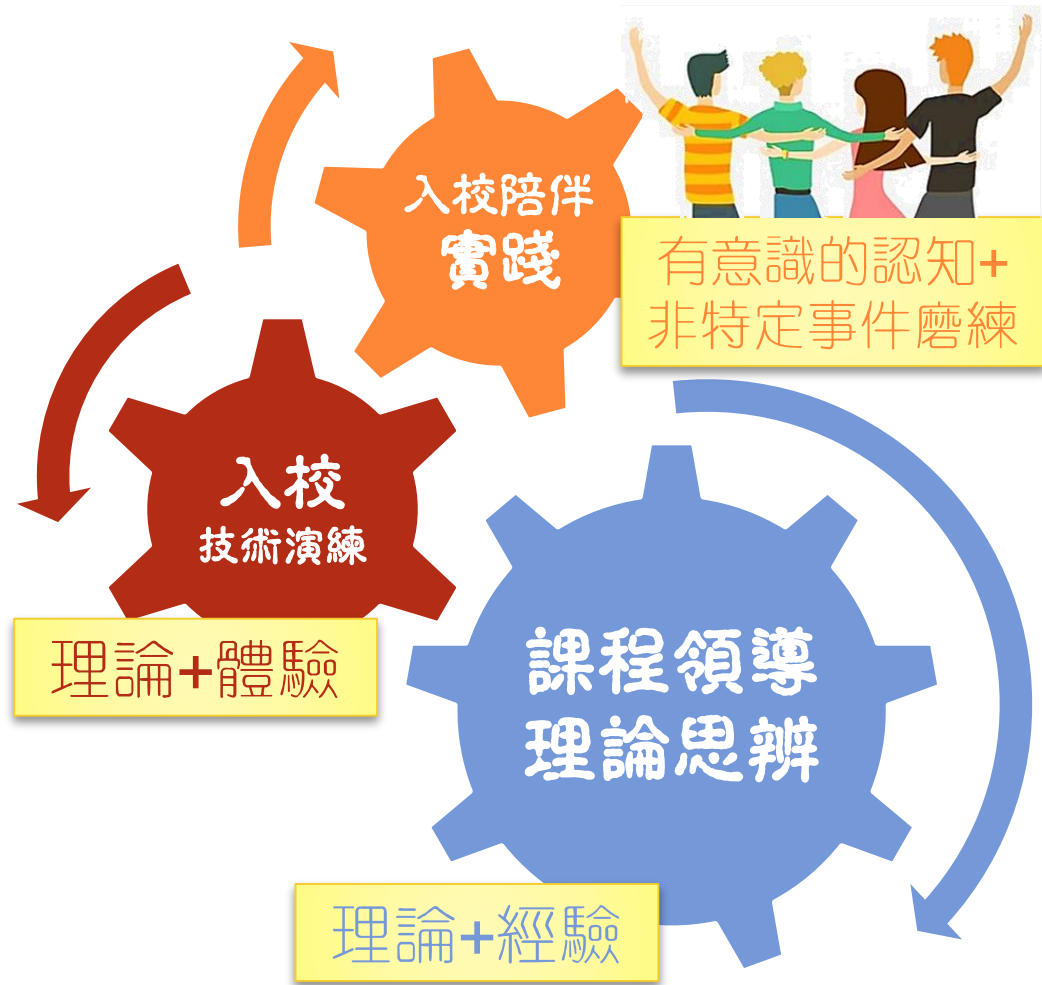 入校陪伴
實踐
有意識的認知+
非特定事件磨練
入校
技術演練
理論+體驗
課程領導
理論思辨
理論+經驗